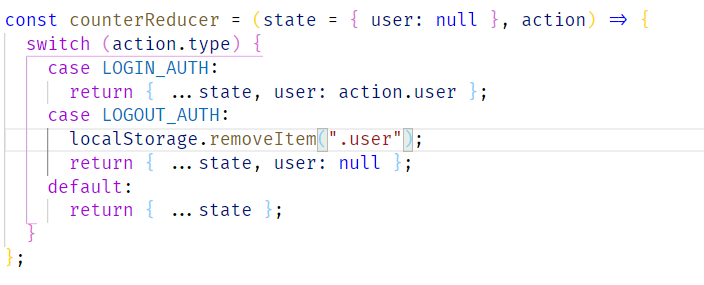 const counterReducer = (state = { user: null }, action) => {
  switch (action.type) {
    case LOGIN_AUTH:
      return { ...state, user: action.user };
    case LOGOUT_AUTH:
      localStorage.removeItem(".user");
      return { ...state, user: null };
    default:
      return { ...state };
  }
};